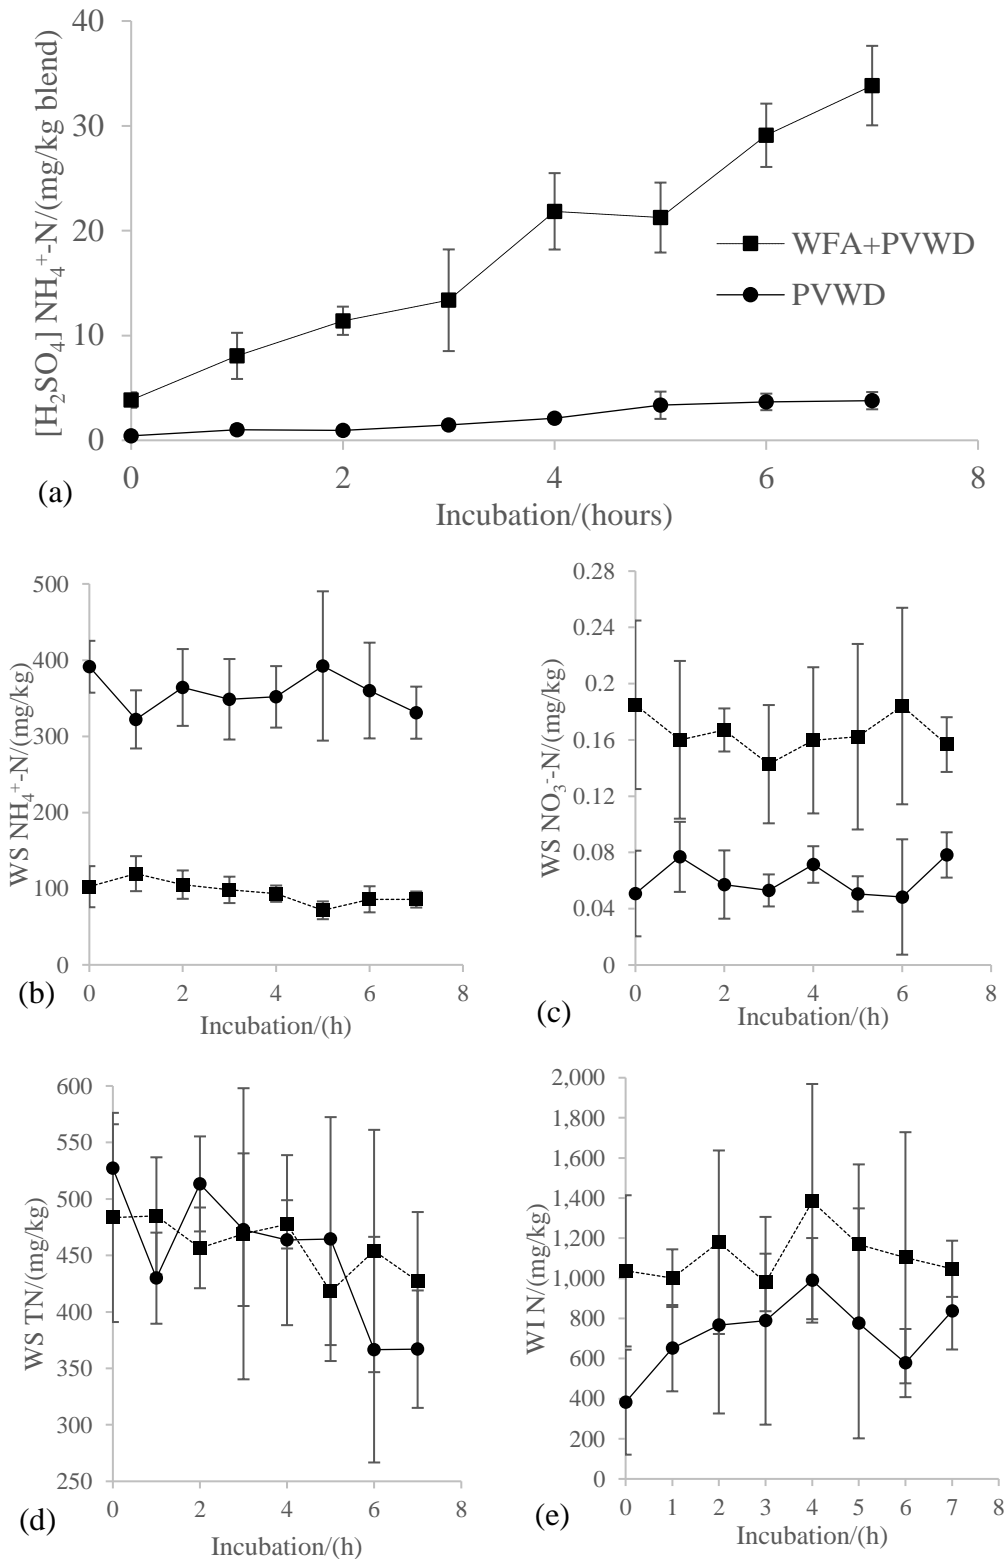 40
30
20
10
0
[H₂SO₄] NH₄⁺-N/(mg/kg blend)
WFA+PVWD
PVWD
0 2 4 6 8
(a)
Incubation/(hours)
500
400
300
200
100
0
WS NH₄⁺-N/(mg/kg)
0 2 4 6 8
(b)
Incubation/(h)
0.28
0.24
0.2
0.16
0.12
0.08
0.04
0
WS NO₃⁻-N/(mg/kg)
0 2 4 6 8
(c)
Incubation/(h)
600
550
500
450
400
350
300
250
WS TN/(mg/kg)
0 2 4 6 8
(d)
Incubation/(h)
2,000
1,800
1,600
1,400
1,200
1,000
800
600
400
200
0
WI N/(mg/kg)
0 1 2 3 4 5 6 7 8
(e)
Incubation/(h)